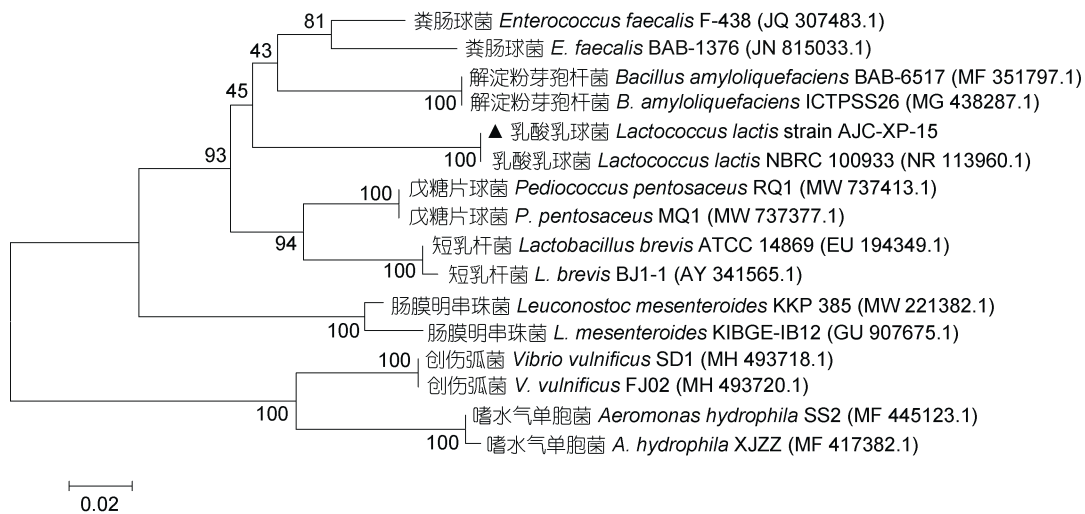 81
粪肠球菌 Enterococcus faecalis F-438 (JQ 307483.1)
43
粪肠球菌 E. faecalis BAB-1376 (JN 815033.1)
解淀粉芽孢杆菌 Bacillus amyloliquefaciens BAB-6517 (MF 351797.1)
45
100
解淀粉芽孢杆菌 B. amyloliquefaciens ICTPSS26 (MG 438287.1)
▲ 乳酸乳球菌 Lactococcus lactis strain AJC-XP-15
93
100
乳酸乳球菌 Lactococcus lactis NBRC 100933 (NR 113960.1)
100
戊糖片球菌 Pediococcus pentosaceus RQ1 (MW 737413.1)
戊糖片球菌 P. pentosaceus MQ1 (MW 737377.1)
94
短乳杆菌 Lactobacillus brevis ATCC 14869 (EU 194349.1)
100
短乳杆菌 L. brevis BJ1-1 (AY 341565.1)
肠膜明串珠菌 Leuconostoc mesenteroides KKP 385 (MW 221382.1)
100
肠膜明串珠菌 L. mesenteroides KIBGE-IB12 (GU 907675.1)
100
创伤弧菌 Vibrio vulnificus SD1 (MH 493718.1)
创伤弧菌 V. vulnificus FJ02 (MH 493720.1)
100
嗜水气单胞菌 Aeromonas hydrophila SS2 (MF 445123.1)
100
嗜水气单胞菌 A. hydrophila XJZZ (MF 417382.1)
0.02